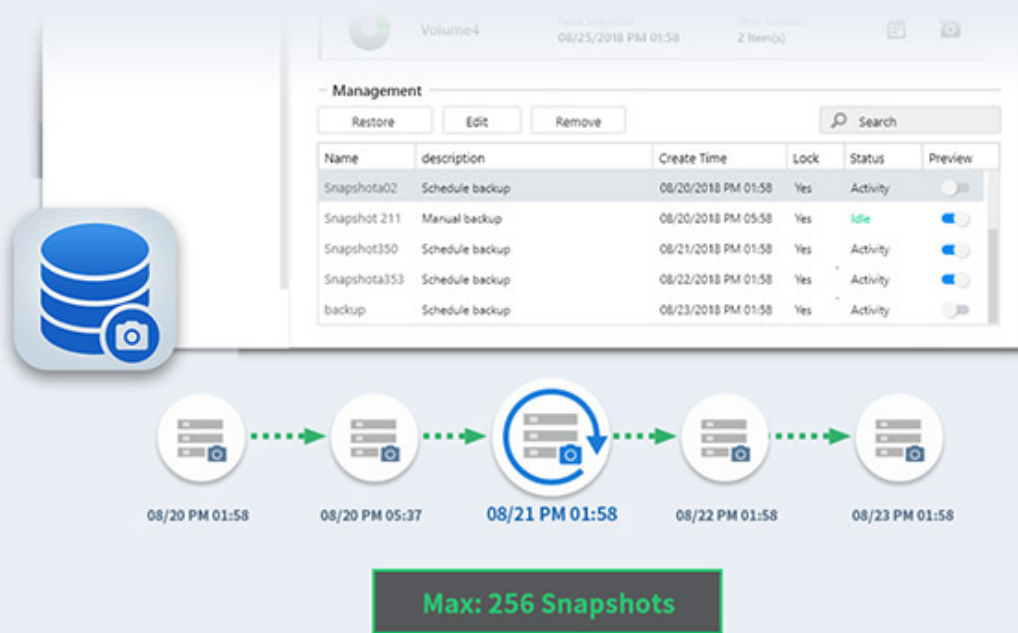 Volume4
08/25/2018 PM 01:58
2 Item(s)
Management
Restore Edit Remove Search
Name description Create Time Lock Status Preview
Snapshota02 Schedule backup 08/20/2018 PM 01:58 Yes Activity
Snapshot 211 Manual backup 08/20/2018 PM 05:58 Yes Idle
Snapshot350 Schedule backup 08/21/2018 PM 01:58 Yes Activity
Snapshota353 Schedule backup 08/22/2018 PM 01:58 Yes Activity
backup Schedule backup 08/23/2018 PM 01:58 Yes Activity
08/20 PM 01:58 08/20 PM 05:37 08/21 PM 01:58 08/22 PM 01:58 08/23 PM 01:58
Max: 256 Snapshots